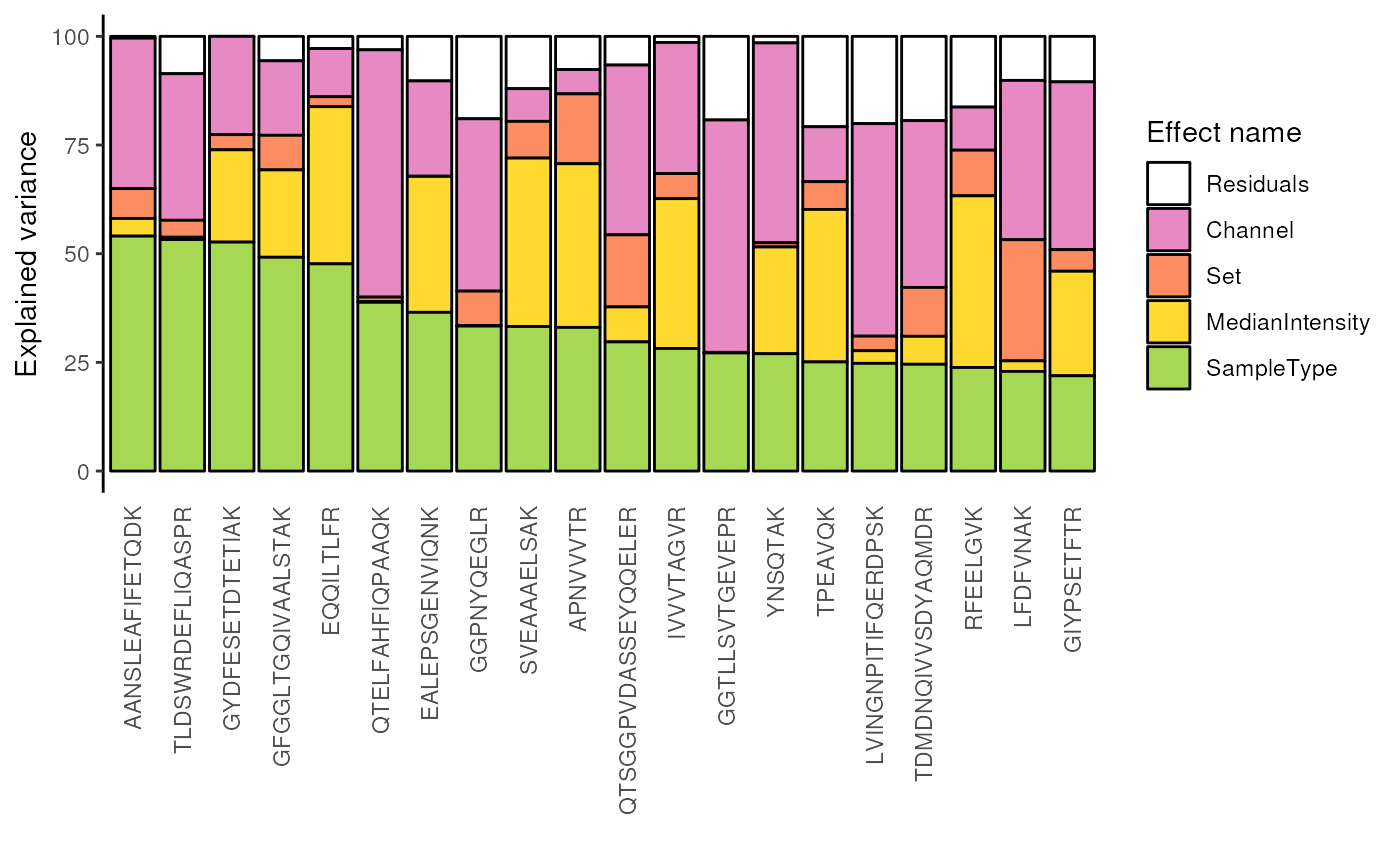 Explained variance
100
75
50
25
0
AANSLEAFIFETQDK
TLDSWRDEFLIQASPR
GYDFESETDTETIAK
GFGGLTGQIVAALSTAK
EQQILTLFR
QTELFAHFIQPAAQK
EALEPSGENVIQNK
GGPNYQEGLR
SVEAAAELSAK
APNVVVTR
QTSGGPVDASSEYQQELER
IVVVTAGVR
GGTLLSVTGEVEPR
YNSQTAK
TPEAVQK
LVINGNPITIFQERDPSK
TDMDNQIVVSDYAQMDR
RFEELGVK
LFDFVNAK
GIYPSETFTR
Effect name
Residuals
Channel
Set
MedianIntensity
SampleType